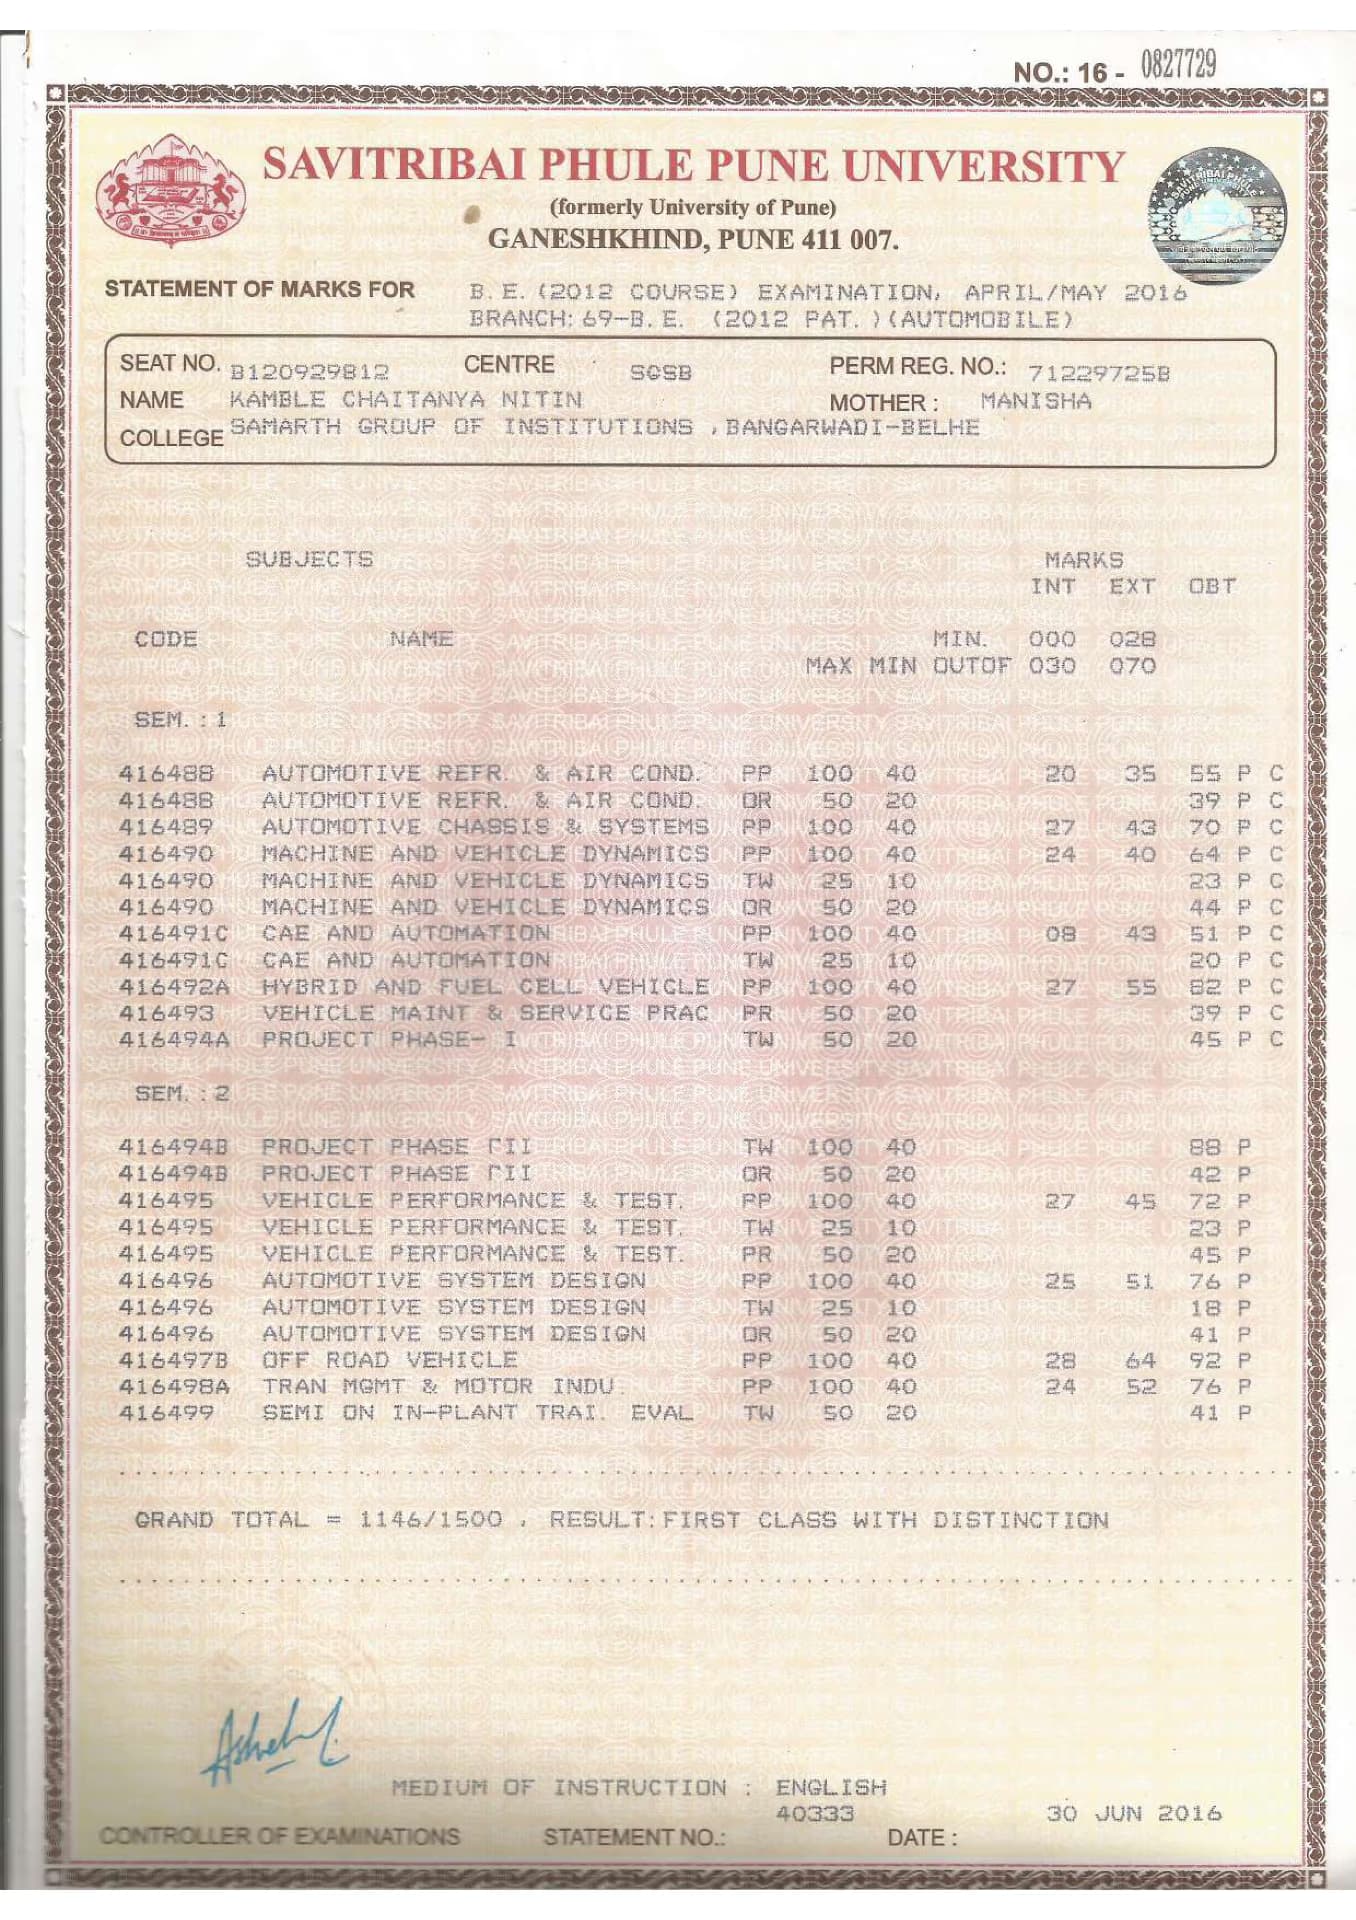 NO.: 16 - 0827729
SAVITRIBAI PHULE PUNE UNIVERSITY
(formerly University of Pune)
GANESHKHIND, PUNE 411 007.
STATEMENT OF MARKS FOR B.E.(2012 COURSE) EXAMINATION, APRIL/MAY 2016
BRANCH: 69-B.E. (2012 PAT.)(AUTOMOBILE)
SEAT NO. B120929812 CENTRE SGSB PERM REG. NO.: 71229725B
NAME KAMBLE CHAITANYA NITIN MOTHER : MANISHA
COLLEGE SAMARTH GROUP OF INSTITUTIONS ,BANGARWADI-BELHE
SUBJECTS MARKS
INT EXT OBT
CODE NAME MIN. 000 028
MAX MIN OUTOF 030 070
SEM. : 1
416488 AUTOMOTIVE REFR. & AIR COND. PP 100 40 20 35 55 P C
416488 AUTOMOTIVE REFR. & AIR COND. OR 50 20 39 P C
416489 AUTOMOTIVE CHASSIS & SYSTEMS PP 100 40 27 43 70 P C
416490 MACHINE AND VEHICLE DYNAMICS PP 100 40 24 40 64 P C
416490 MACHINE AND VEHICLE DYNAMICS TW 25 10 23 P C
416490 MACHINE AND VEHICLE DYNAMICS OR 50 20 44 P C
416491C CAE AND AUTOMATION PP 100 40 08 43 51 P C
416491C CAE AND AUTOMATION TW 25 10 20 P C
416492A HYBRID AND FUEL CELL VEHICLE PP 100 40 27 55 82 P C
416493 VEHICLE MAINT & SERVICE PRAC PR 50 20 39 P C
416494A PROJECT PHASE- I TW 50 20 45 P C
SEM. : 2
416494B PROJECT PHASE II TW 100 40 88 P
416494B PROJECT PHASE II OR 50 20 42 P
416495 VEHICLE PERFORMANCE & TEST. PP 100 40 27 45 72 P
416495 VEHICLE PERFORMANCE & TEST. TW 25 10 23 P
416495 VEHICLE PERFORMANCE & TEST. PR 50 20 45 P
416496 AUTOMOTIVE SYSTEM DESIGN PP 100 40 25 51 76 P
416496 AUTOMOTIVE SYSTEM DESIGN TW 25 10 18 P
416496 AUTOMOTIVE SYSTEM DESIGN OR 50 20 41 P
416497B OFF ROAD VEHICLE PP 100 40 28 64 92 P
416498A TRAN MGMT & MOTOR INDU. PP 100 40 24 52 76 P
416499 SEMI ON IN-PLANT TRAI. EVAL TW 50 20 41 P
GRAND TOTAL = 1146/1500 , RESULT:FIRST CLASS WITH DISTINCTION
MEDIUM OF INSTRUCTION : ENGLISH
40333 30 JUN 2016
CONTROLLER OF EXAMINATIONS STATEMENT NO.: DATE :